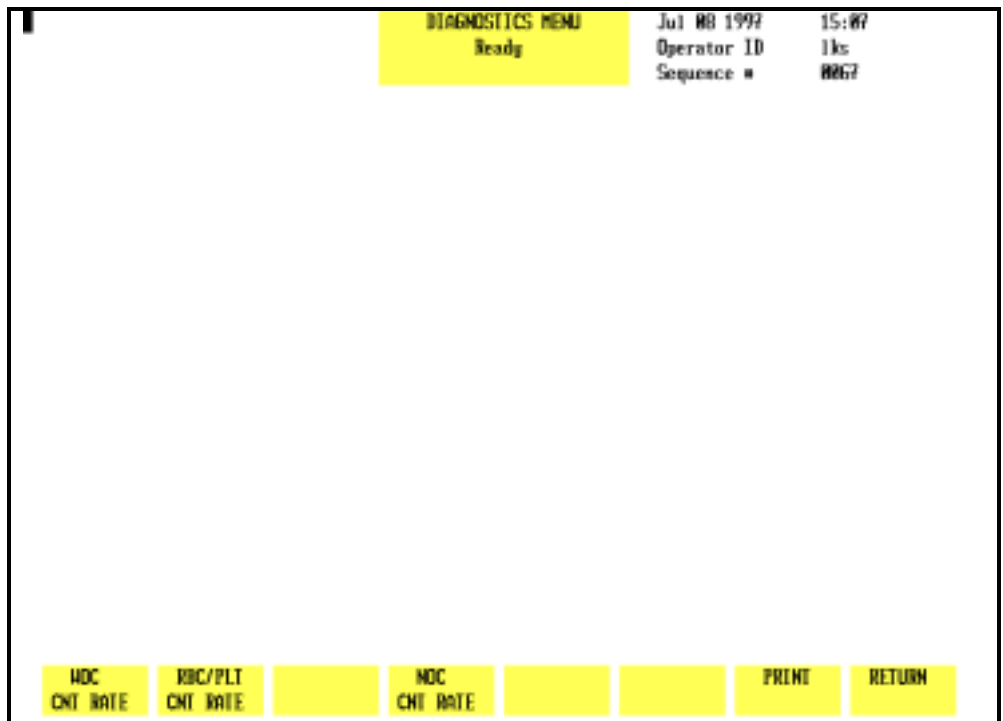 DIAGNOSTICS MENU
Ready
Jul 08 1997 15:07
Operator ID lks
Sequence # 0067
WOC CNT RATE
RBC/PLT CNT RATE
NOC CNT RATE
PRINT
RETURN